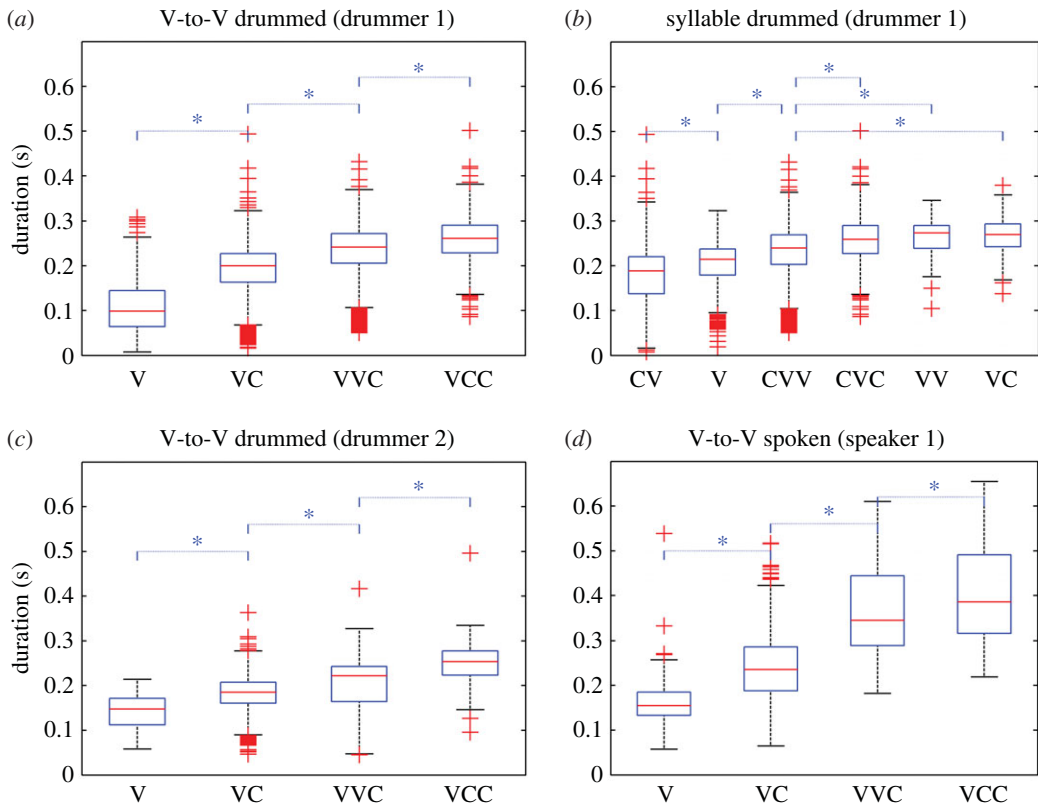 (a) V-to-V drummed (drummer 1)
duration (s)
0.6
0.5
0.4
0.3
0.2
0.1
0
* * *
V VC VVC VCC
(b) syllable drummed (drummer 1)
0.6
0.5
0.4
0.3
0.2
0.1
0
* * * * *
CV V CVV CVC VV VC
(c) V-to-V drummed (drummer 2)
duration (s)
0.6
0.5
0.4
0.3
0.2
0.1
0
* * *
V VC VVC VCC
(d) V-to-V spoken (speaker 1)
0.6
0.5
0.4
0.3
0.2
0.1
0
* * *
V VC VVC VCC